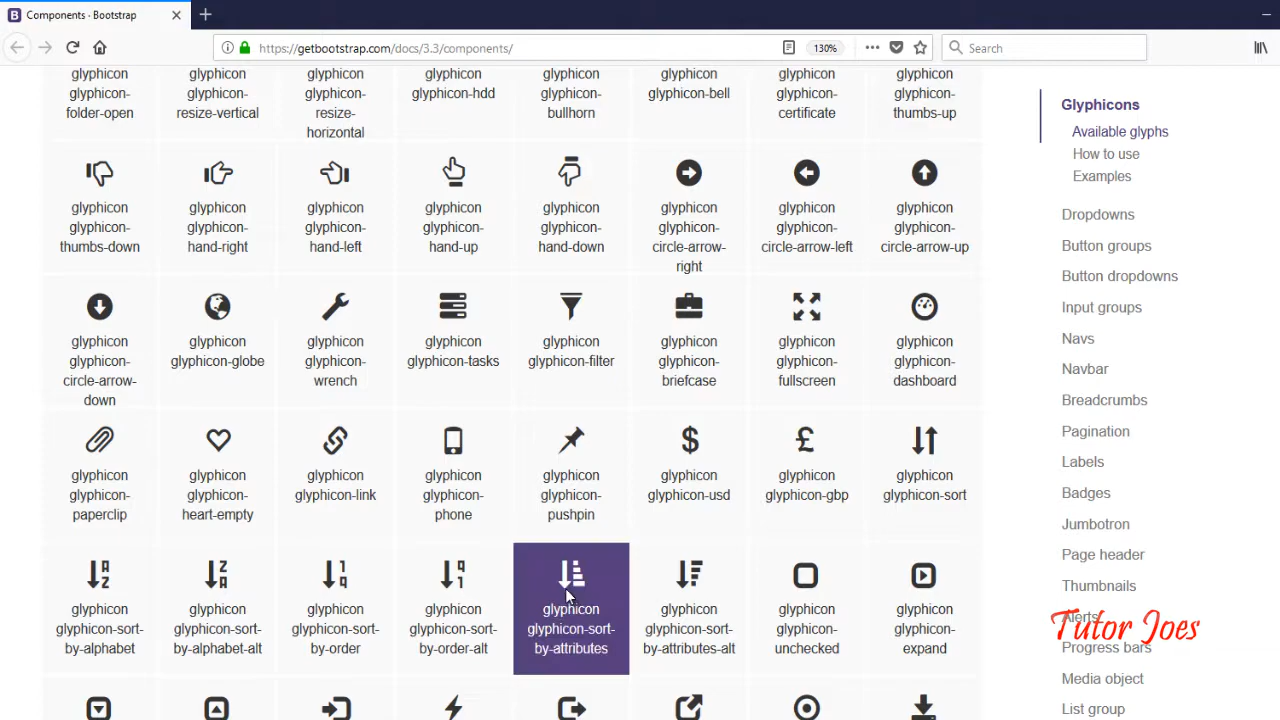 Components - Bootstrap
https://getbootstrap.com/docs/3.3/components/
130%
Search
glyphicon glyphicon-folder-open
glyphicon glyphicon-resize-vertical
glyphicon glyphicon-resize-horizontal
glyphicon glyphicon-hdd
glyphicon glyphicon-bullhorn
glyphicon glyphicon-bell
glyphicon glyphicon-certificate
glyphicon glyphicon-thumbs-up
glyphicon glyphicon-thumbs-down
glyphicon glyphicon-hand-right
glyphicon glyphicon-hand-left
glyphicon glyphicon-hand-up
glyphicon glyphicon-hand-down
glyphicon glyphicon-circle-arrow-right
glyphicon glyphicon-circle-arrow-left
glyphicon glyphicon-circle-arrow-up
glyphicon glyphicon-circle-arrow-down
glyphicon glyphicon-globe
glyphicon glyphicon-wrench
glyphicon glyphicon-tasks
glyphicon glyphicon-filter
glyphicon glyphicon-briefcase
glyphicon glyphicon-fullscreen
glyphicon glyphicon-dashboard
glyphicon glyphicon-paperclip
glyphicon glyphicon-heart-empty
glyphicon glyphicon-link
glyphicon glyphicon-phone
glyphicon glyphicon-pushpin
glyphicon glyphicon-usd
glyphicon glyphicon-gbp
glyphicon glyphicon-sort
glyphicon glyphicon-sort-by-alphabet
glyphicon glyphicon-sort-by-alphabet-alt
glyphicon glyphicon-sort-by-order
glyphicon glyphicon-sort-by-order-alt
glyphicon glyphicon-sort-by-attributes
glyphicon glyphicon-sort-by-attributes-alt
glyphicon glyphicon-unchecked
glyphicon glyphicon-expand
Glyphicons
Available glyphs
How to use
Examples
Dropdowns
Button groups
Button dropdowns
Input groups
Navs
Navbar
Breadcrumbs
Pagination
Labels
Badges
Jumbotron
Page header
Thumbnails
Alerts
Tutor Joes
Progress bars
Media object
List group